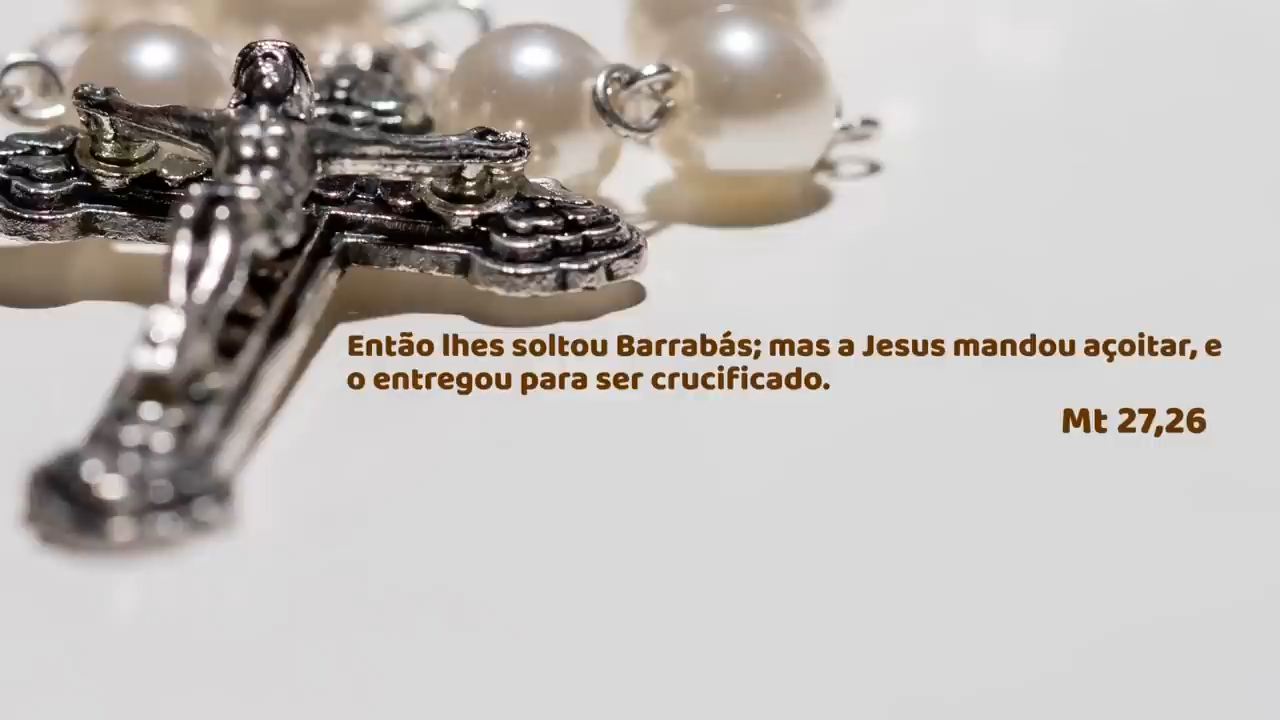 Então lhes soltou Barrabás; mas a Jesus mandou açoitar, e
o entregou para ser crucificado.
Mt 27,26